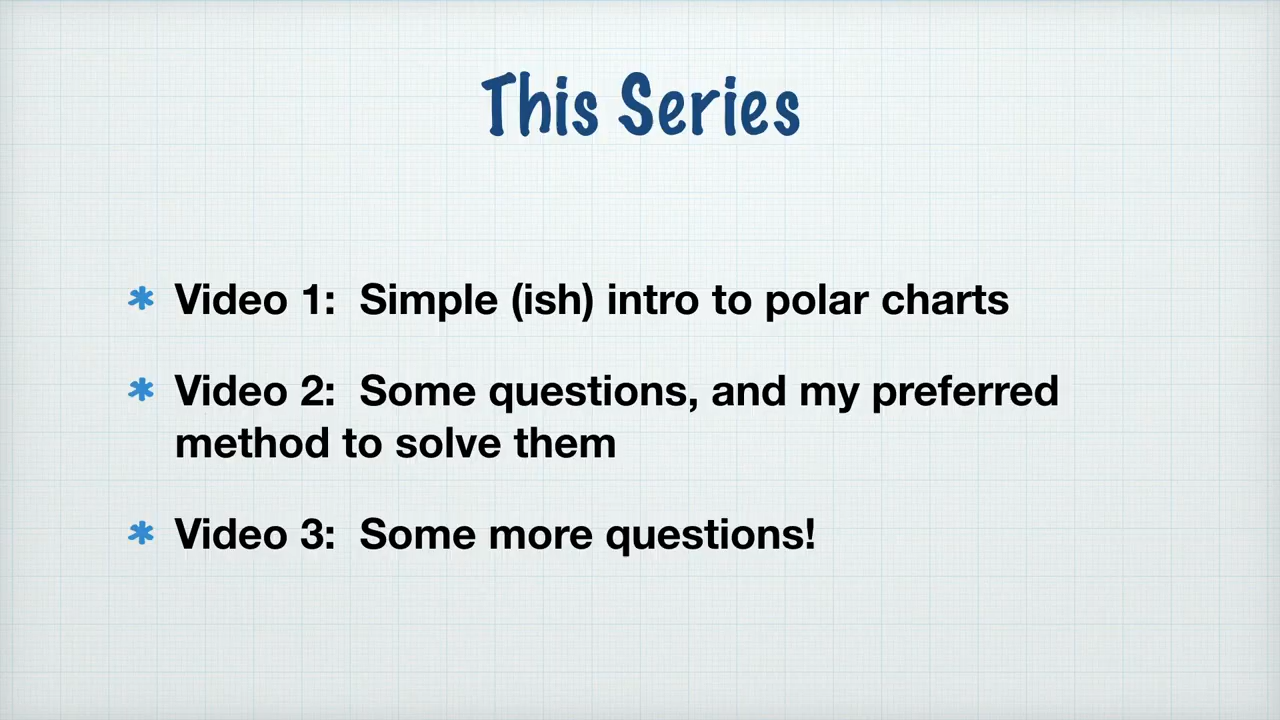 This Series
* Video 1:  Simple (ish) intro to polar charts
* Video 2:  Some questions, and my preferred
method to solve them
* Video 3:  Some more questions!